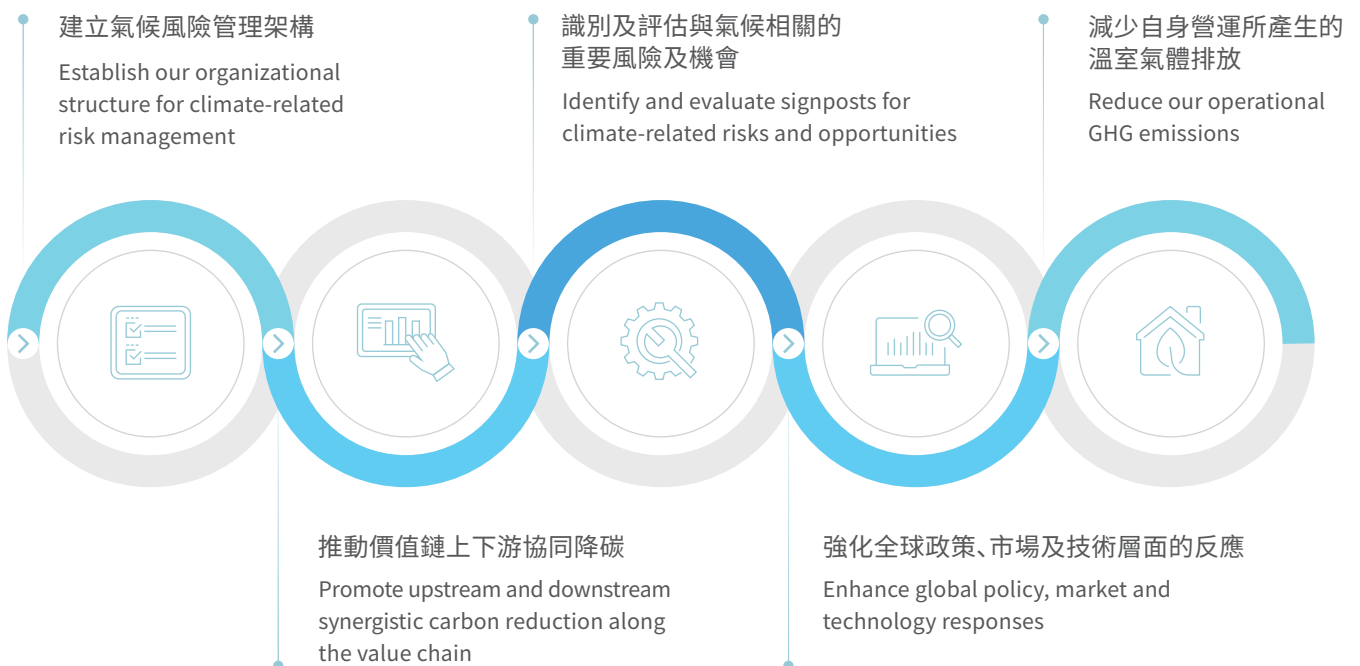 建立氣候風險管理架構
Establish our organizational
structure for climate-related
risk management
識別及評估與氣候相關的
重要風險及機會
Identify and evaluate signposts for
climate-related risks and opportunities
減少自身營運所產生的
溫室氣體排放
Reduce our operational
GHG emissions
推動價值鏈上下游協同降碳
Promote upstream and downstream
synergistic carbon reduction along
the value chain
強化全球政策、市場及技術層面的反應
Enhance global policy, market and
technology responses